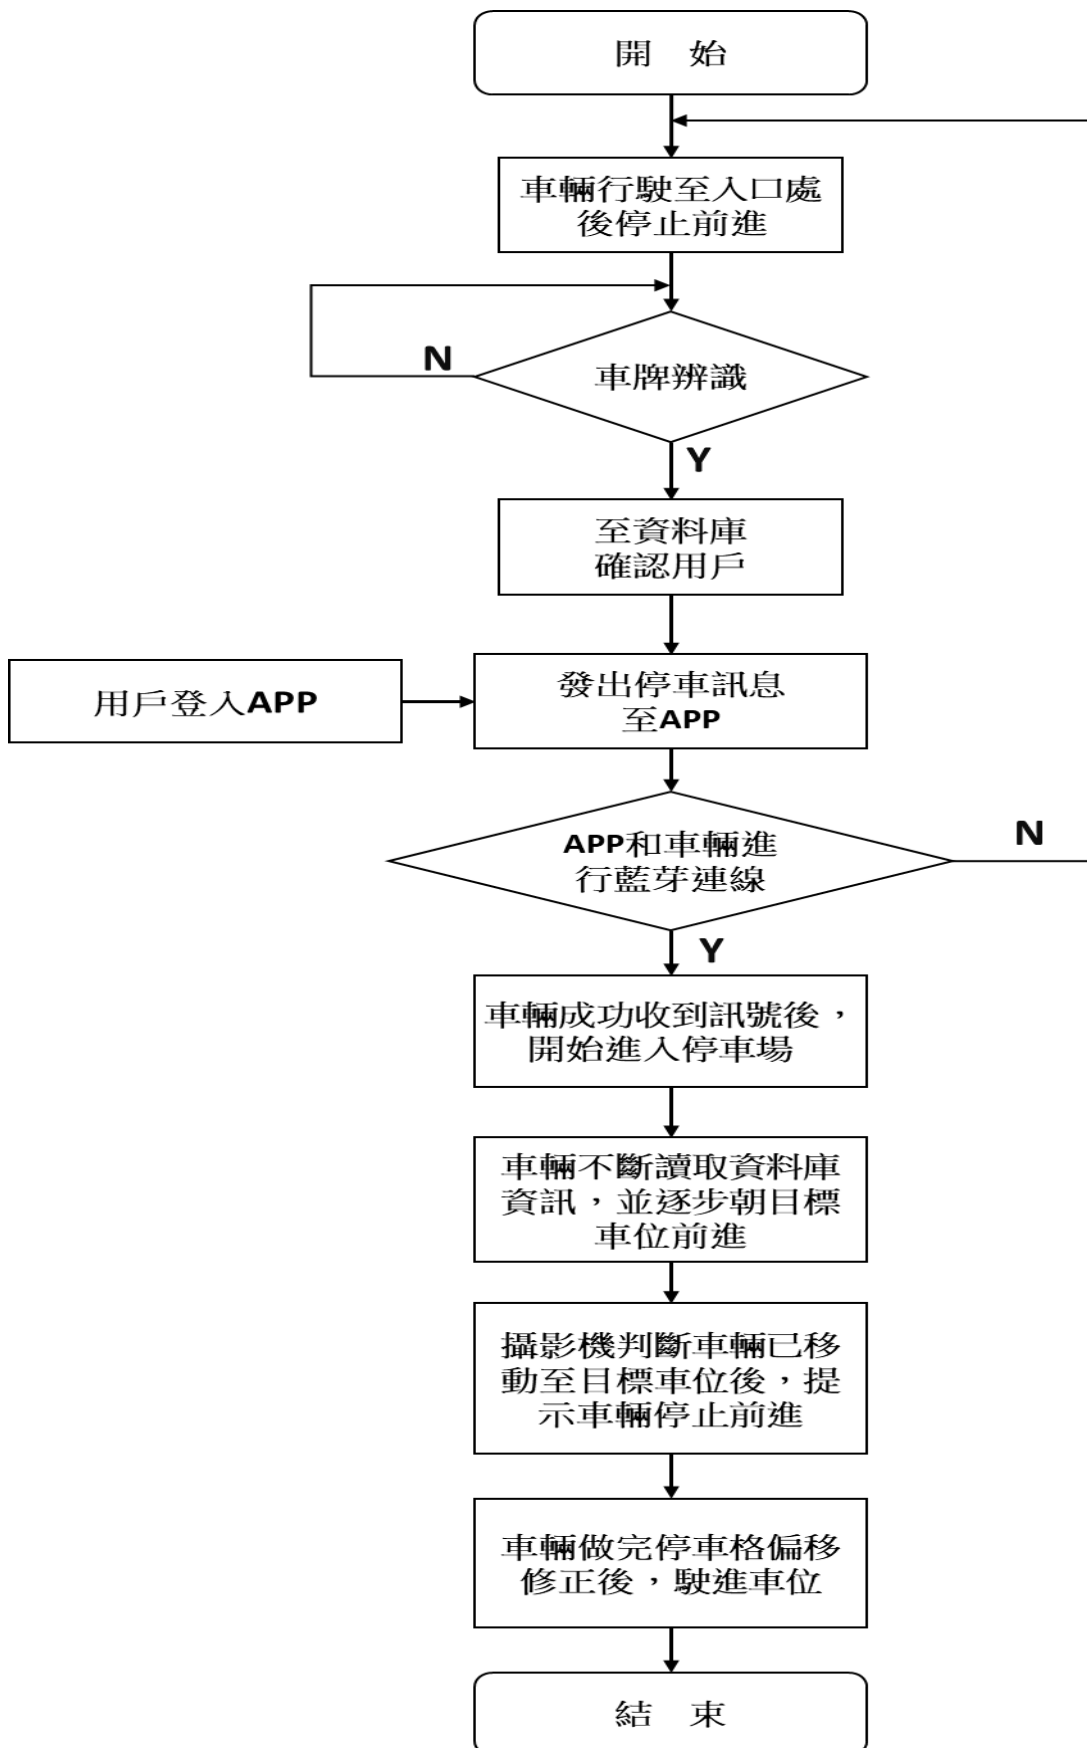 開 始
車輛行駛至入口處
後停止前進
N
車牌辨識
Y
至資料庫
確認用戶
用戶登入APP
發出停車訊息
至APP
APP和車輛進
行藍芽連線
N
Y
車輛成功收到訊號後，
開始進入停車場
車輛不斷讀取資料庫
資訊，並逐步朝目標
車位前進
攝影機判斷車輛已移
動至目標車位後，提
示車輛停止前進
車輛做完停車格偏移
修正後，駛進車位
結 束